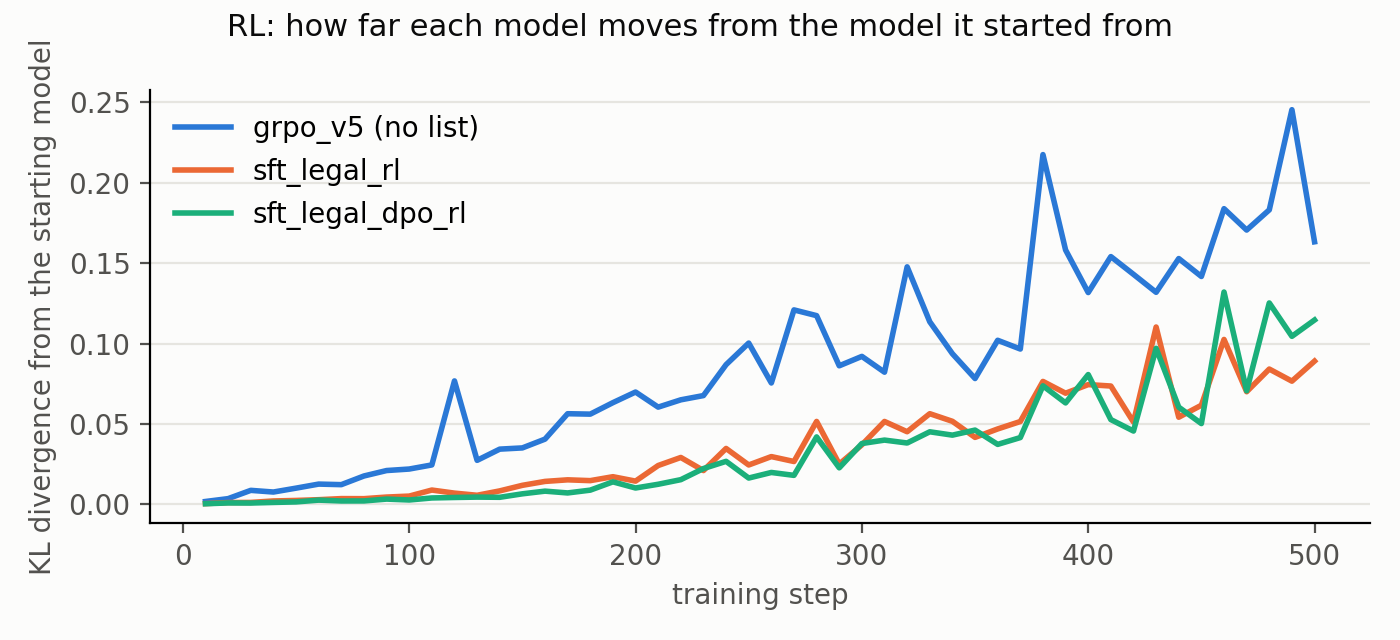 RL: how far each model moves from the model it started from
KL divergence from the starting model
0.25
0.20
0.15
0.10
0.05
0.00
grpo_v5 (no list)
sft_legal_rl
sft_legal_dpo_rl
0
100
200
300
400
500
training step